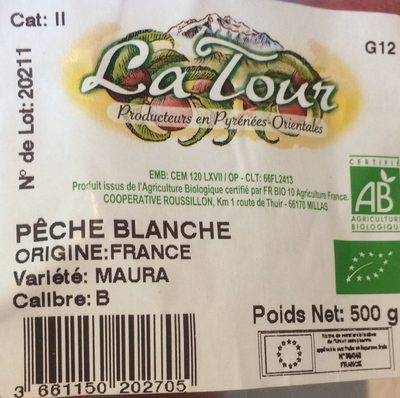 Cat: II
G12
N° de Lot: 20211
La Tour
Producteurs en Pyrénées-Orientales
EMB: CEM 120 LXVII / OP - CLT: 66FL2413
Produit issus de l'Agriculture Biologique certifié par FR BIO 10 Agriculture France.
COOPERATIVE ROUSSILLON, Km 1 route de Thuir - 66170 MILLAS
CERTIFIÉ
AB
AGRICULTURE
BIOLOGIQUE
PÊCHE BLANCHE
ORIGINE:FRANCE
Variété: MAURA
Calibre: B
Poids Net: 500 g
3 661150 202705